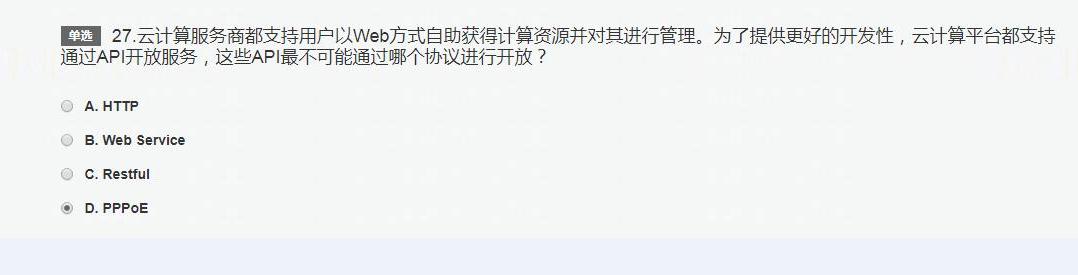 单选 27.云计算服务商都支持用户以Web方式自助获得计算资源并对其进行管理。为了提供更好的开发性，云计算平台都支持
通过API开放服务，这些API最不可能通过哪个协议进行开放？
A. HTTP
B. Web Service
C. Restful
D. PPPoE